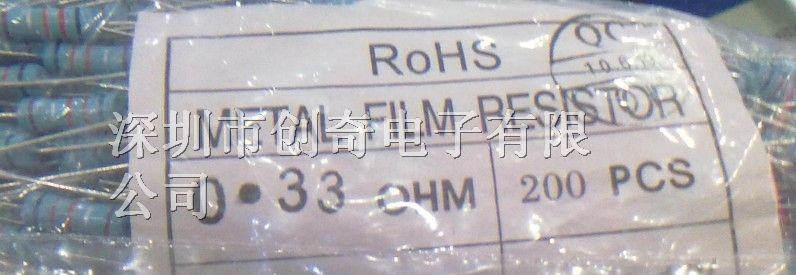 RoHS
QC
METAL FILM RESISTOR
深圳市创奇电子有限
公司
0.33 OHM
200 PCS